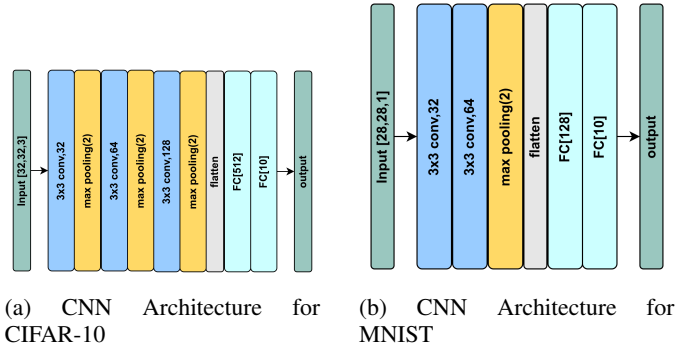 Input [32,32,3]
3x3 conv,32
max pooling(2)
3x3 conv,64
max pooling(2)
3x3 conv,128
max pooling(2)
flatten
FC[512]
FC[10]
output
(a) CNN Architecture for
CIFAR-10
Input [28,28,1]
3x3 conv,32
3x3 conv,64
max pooling(2)
flatten
FC[128]
FC[10]
output
(b) CNN Architecture for
MNIST